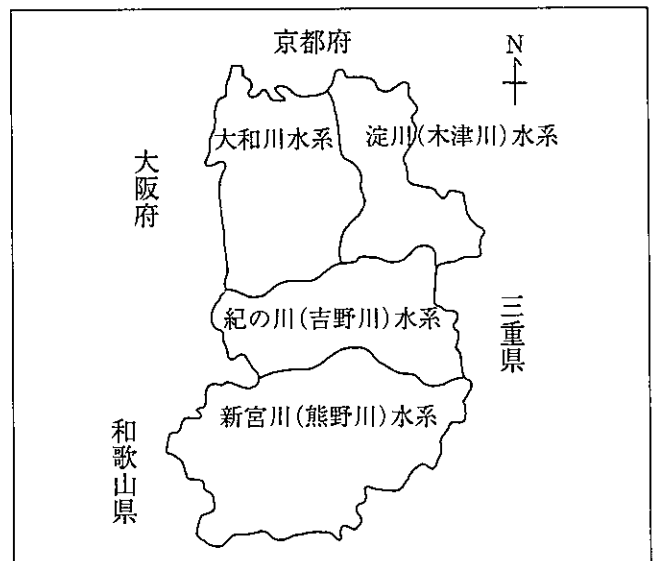 京都府
N
大和川水系
淀川(木津川)水系
大阪府
紀の川(吉野川)水系
三重県
新宮川(熊野川)水系
和歌山県